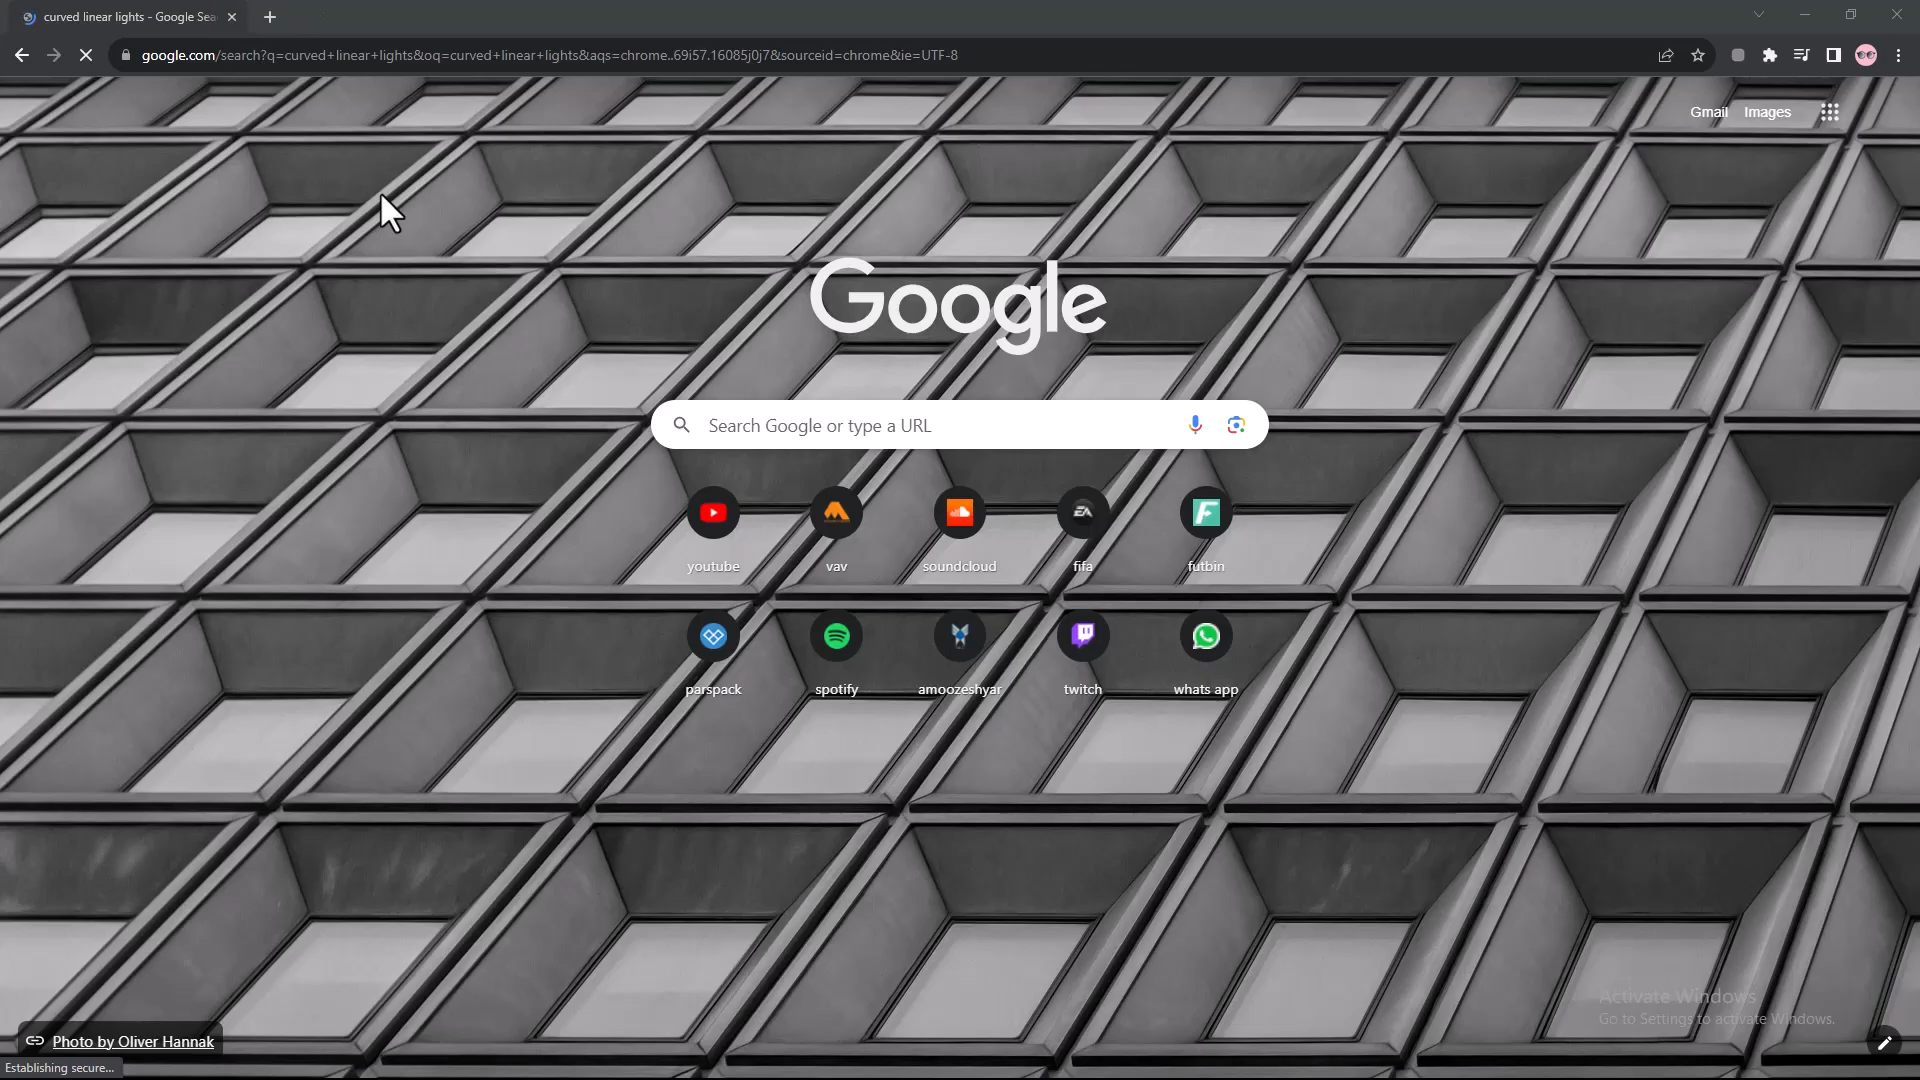 curved linear lights - Google Sea
google.com/search?q=curved+linear+lights&oq=curved+linear+lights&aqs=chrome..69i57.16085j0j7&sourceid=chrome&ie=UTF-8
Gmail Images
Google
Search Google or type a URL
EA F
youtube vav soundcloud fifa futbin
parspack spotify amoozeshyar twitch whats app
Activate Windows
Go to Settings to activate Windows.
Photo by Oliver Hannak
Establishing secure...